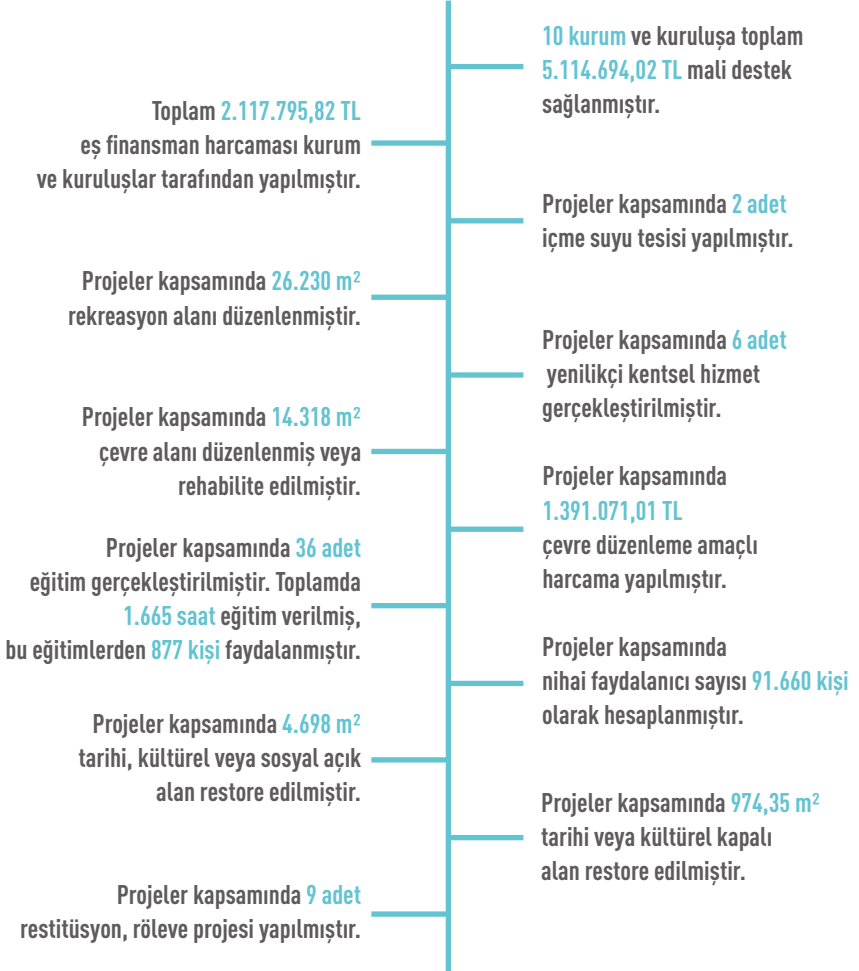 10 kurum ve kuruluşa toplam
5.114.694,02 TL mali destek
sağlanmıştır.
Toplam 2.117.795,82 TL
eş finansman harcaması kurum
ve kuruluşlar tarafından yapılmıştır.
Projeler kapsamında 2 adet
içme suyu tesisi yapılmıştır.
Projeler kapsamında 26.230 m²
rekreasyon alanı düzenlenmiştir.
Projeler kapsamında 6 adet
yenilikçi kentsel hizmet
gerçekleştirilmiştir.
Projeler kapsamında 14.318 m²
çevre alanı düzenlenmiş veya
rehabilite edilmiştir.
Projeler kapsamında
1.391.071,01 TL
çevre düzenleme amaçlı
harcama yapılmıştır.
Projeler kapsamında 36 adet
eğitim gerçekleştirilmiştir. Toplamda
1.665 saat eğitim verilmiş,
bu eğitimlerden 877 kişi faydalanmıştır.
Projeler kapsamında
nihai faydalanıcı sayısı 91.660 kişi
olarak hesaplanmıştır.
Projeler kapsamında 4.698 m²
tarihi, kültürel veya sosyal açık
alan restore edilmiştir.
Projeler kapsamında 974,35 m²
tarihi veya kültürel kapalı
alan restore edilmiştir.
Projeler kapsamında 9 adet
restitüsyon, röleve projesi yapılmıştır.